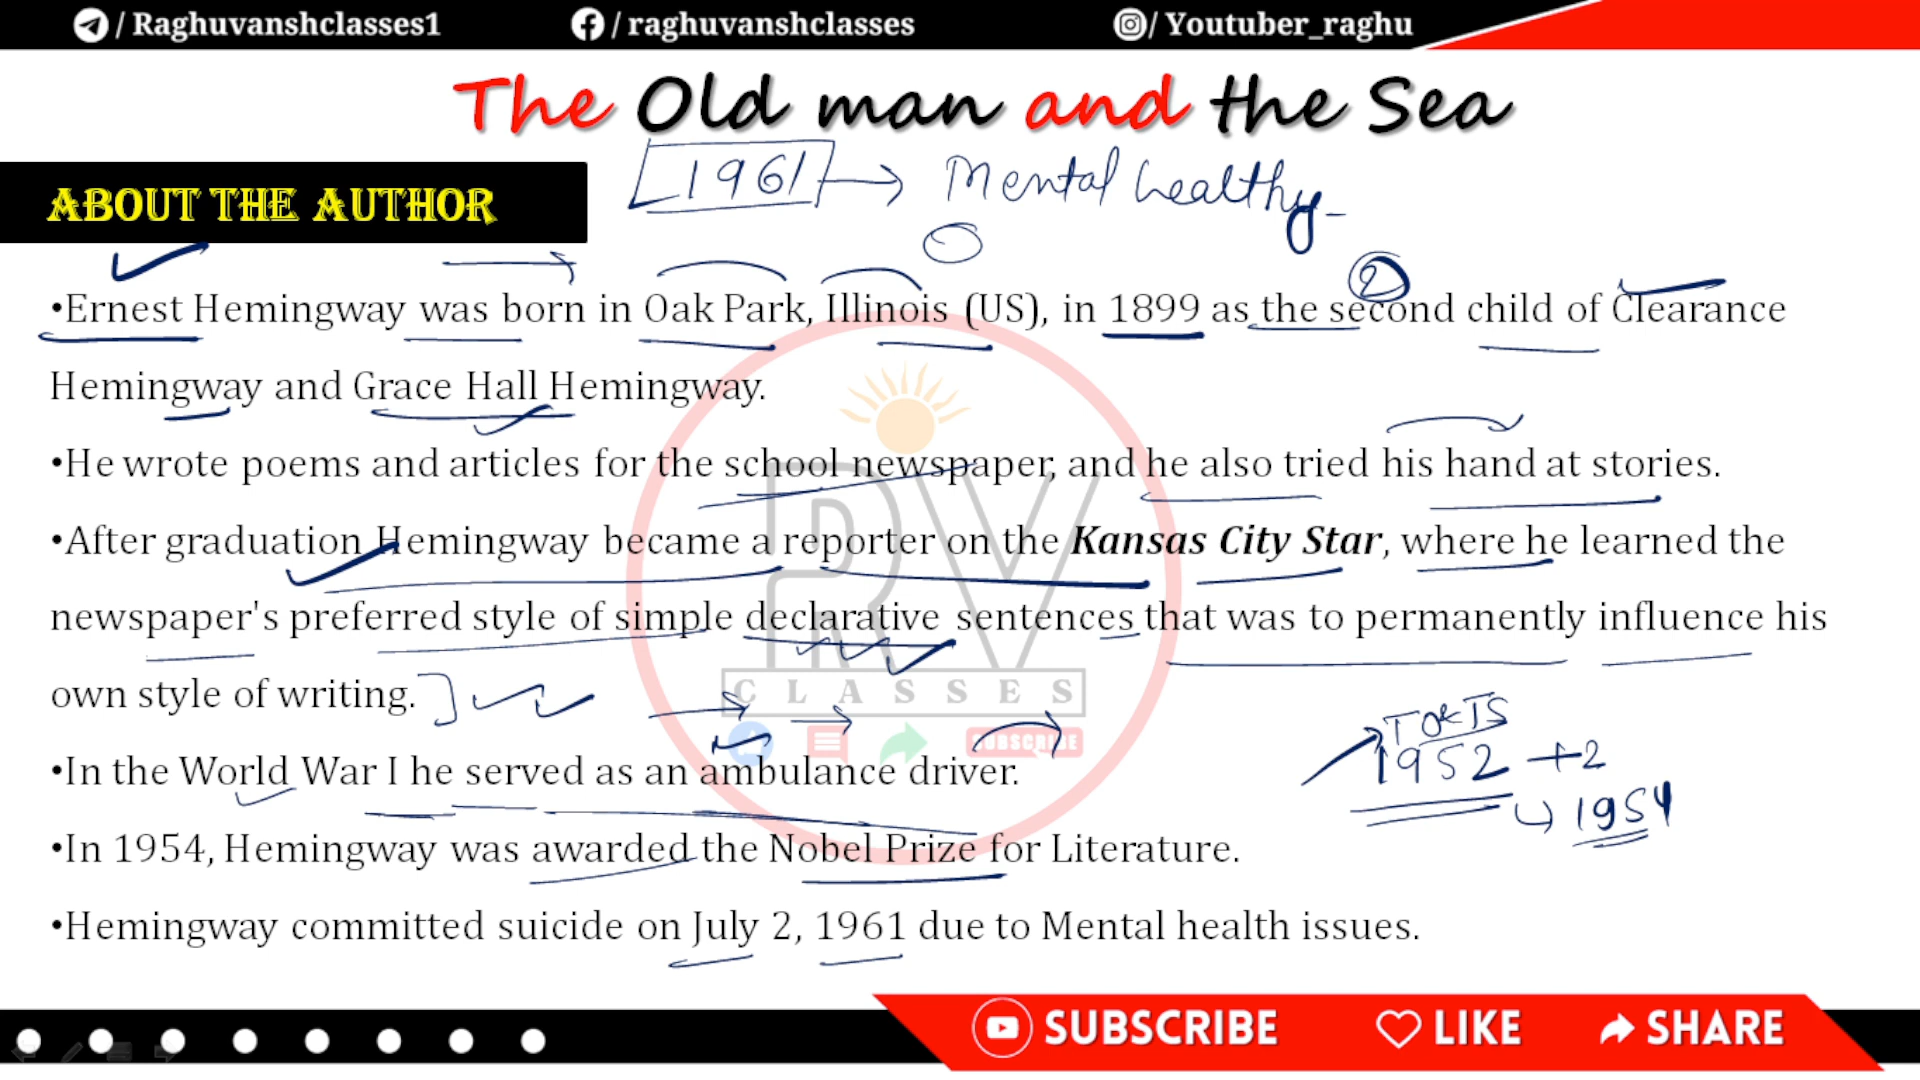 / Raghuvanshclasses1 / raghuvanshclasses / Youtuber_raghu
The Old man and the Sea
1961 → Mental healthy
ABOUT THE AUTHOR
2
•Ernest Hemingway was born in Oak Park, Illinois (US), in 1899 as the second child of Clearance
Hemingway and Grace Hall Hemingway.
•He wrote poems and articles for the school newspaper, and he also tried his hand at stories.
•After graduation Hemingway became a reporter on the Kansas City Star, where he learned the
newspaper's preferred style of simple declarative sentences that was to permanently influence his
own style of writing.
TO&TS
1952 +2
1954
•In the World War I he served as an ambulance driver.
•In 1954, Hemingway was awarded the Nobel Prize for Literature.
•Hemingway committed suicide on July 2, 1961 due to Mental health issues.
RV
CLASSES
SUBSCRIBE
SUBSCRIBE LIKE SHARE